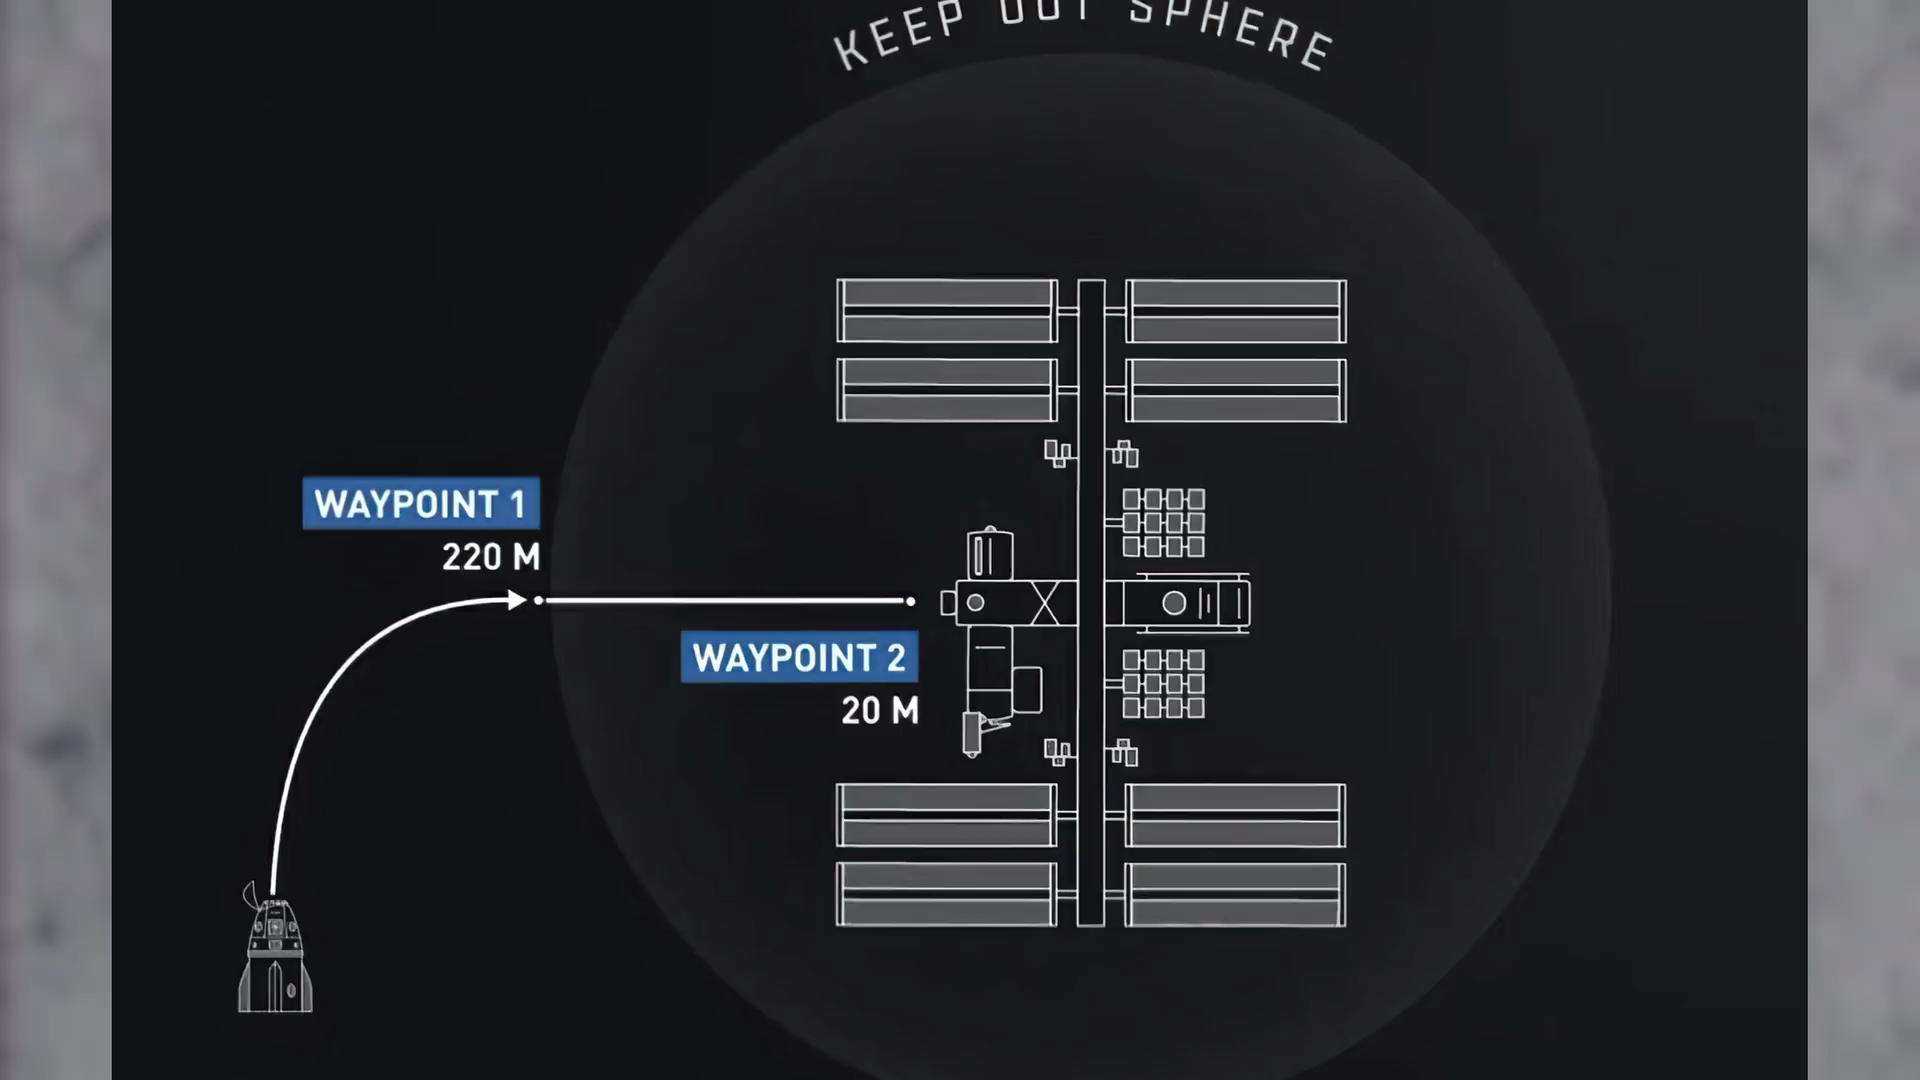 KEEP OUT SPHERE
WAYPOINT 1
220 M
WAYPOINT 2
20 M